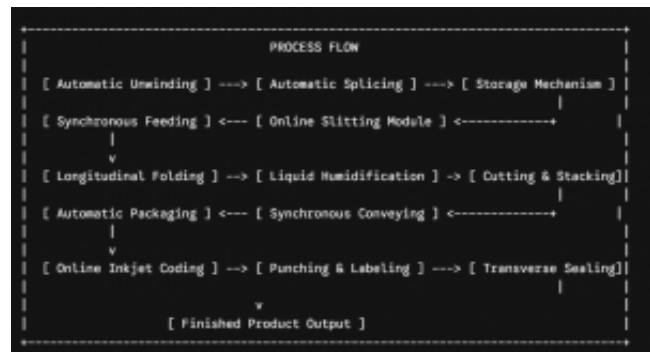 PROCESS FLOW
[ Automatic Unwinding ] ---> [ Automatic Splicing ] ---> [ Storage Mechanism ]
[ Synchronous Feeding ] <--- [ Online Slitting Module ] <-------------+
[ Longitudinal Folding ] --> [ Liquid Humidification ] -> [ Cutting & Stacking]
[ Automatic Packaging ] <--- [ Synchronous Conveying ] <-------------+
[ Online Inkjet Coding ] --> [ Punching & Labeling ] ---> [ Transverse Sealing]
[ Finished Product Output ]